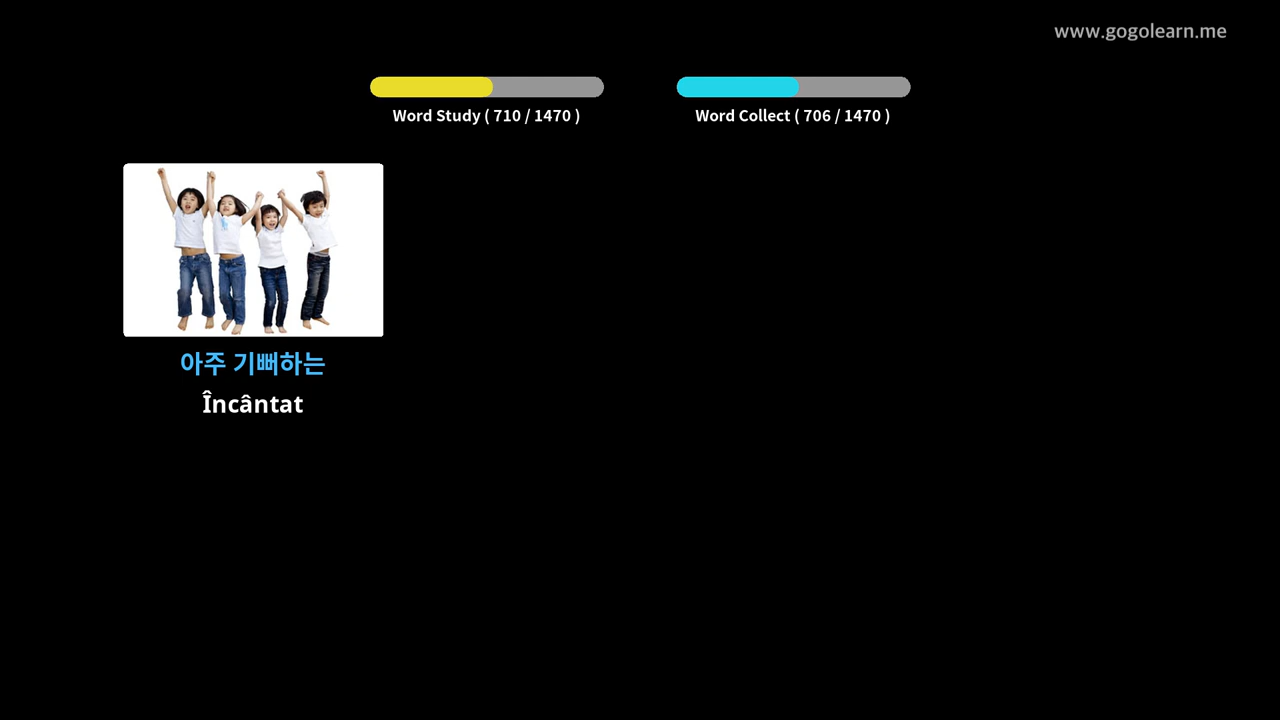 www.gogolearn.me
Word Study ( 710 / 1470 )
Word Collect ( 706 / 1470 )
아주 기뻐하는
Încântat